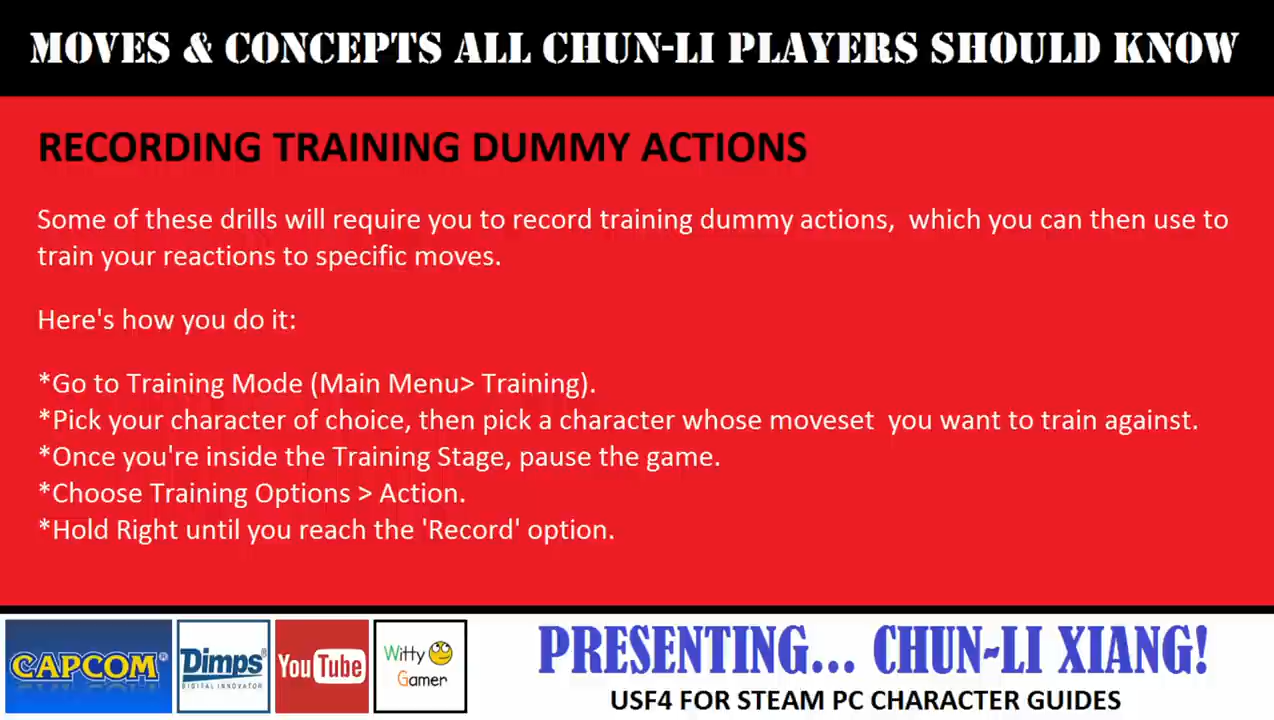 MOVES & CONCEPTS ALL CHUN-LI PLAYERS SHOULD KNOW
RECORDING TRAINING DUMMY ACTIONS
Some of these drills will require you to record training dummy actions,  which you can then use to
train your reactions to specific moves.
Here's how you do it:
*Go to Training Mode (Main Menu> Training).
*Pick your character of choice, then pick a character whose moveset  you want to train against.
*Once you're inside the Training Stage, pause the game.
*Choose Training Options > Action.
*Hold Right until you reach the 'Record' option.
CAPCOM®
Dimps®
DIGITAL INNOVATOR
YouTube
Witty
Gamer
PRESENTING... CHUN-LI XIANG!
USF4 FOR STEAM PC CHARACTER GUIDES